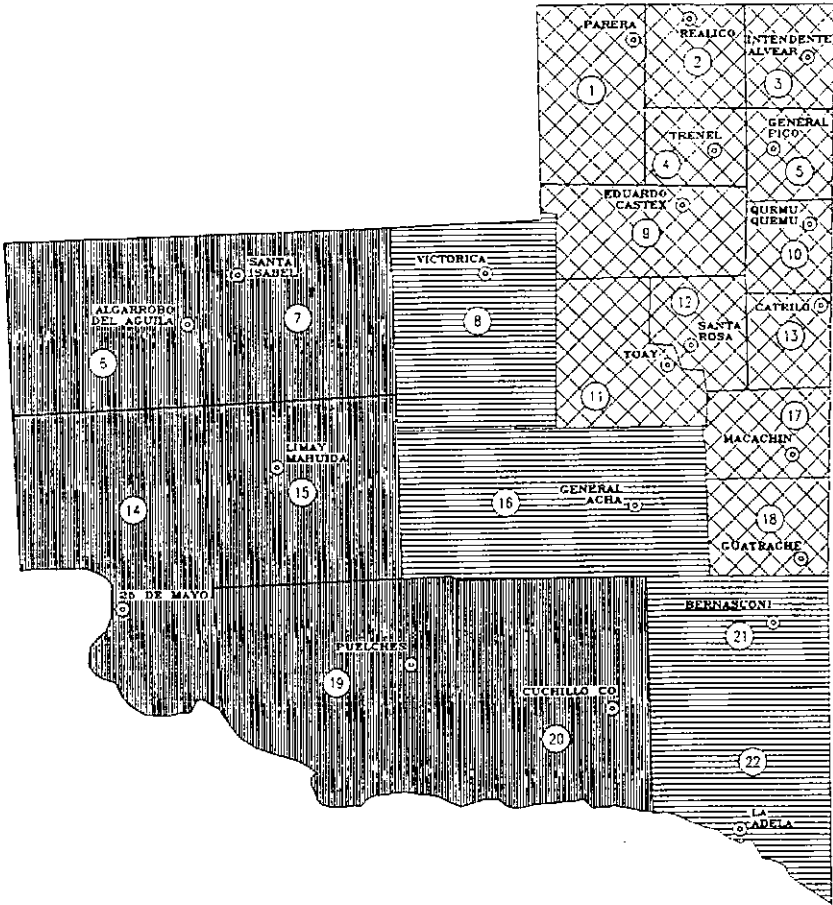 PARERA
REALICO
INTENDENTE
ALVEAR
2
3
1
GENERAL
PICO
TRENEL
4
5
EDUARDO
CASTEX
QURMU
QUEMU
9
10
SANTA
ISABEL
VICTORICA
ALGARROBO
DEL AGUILA
7
8
6
12
CATRILO
SANTA
ROSA
13
TOAY
11
17
MACACHIN
LIMAY
MAHUIDA
15
14
16
GENERAL
ACHA
18
GUATRACHE
25 DE MAYO
BERNASCONI
21
PUELCHES
19
CUCHILLO CO
20
22
LA
ADELA